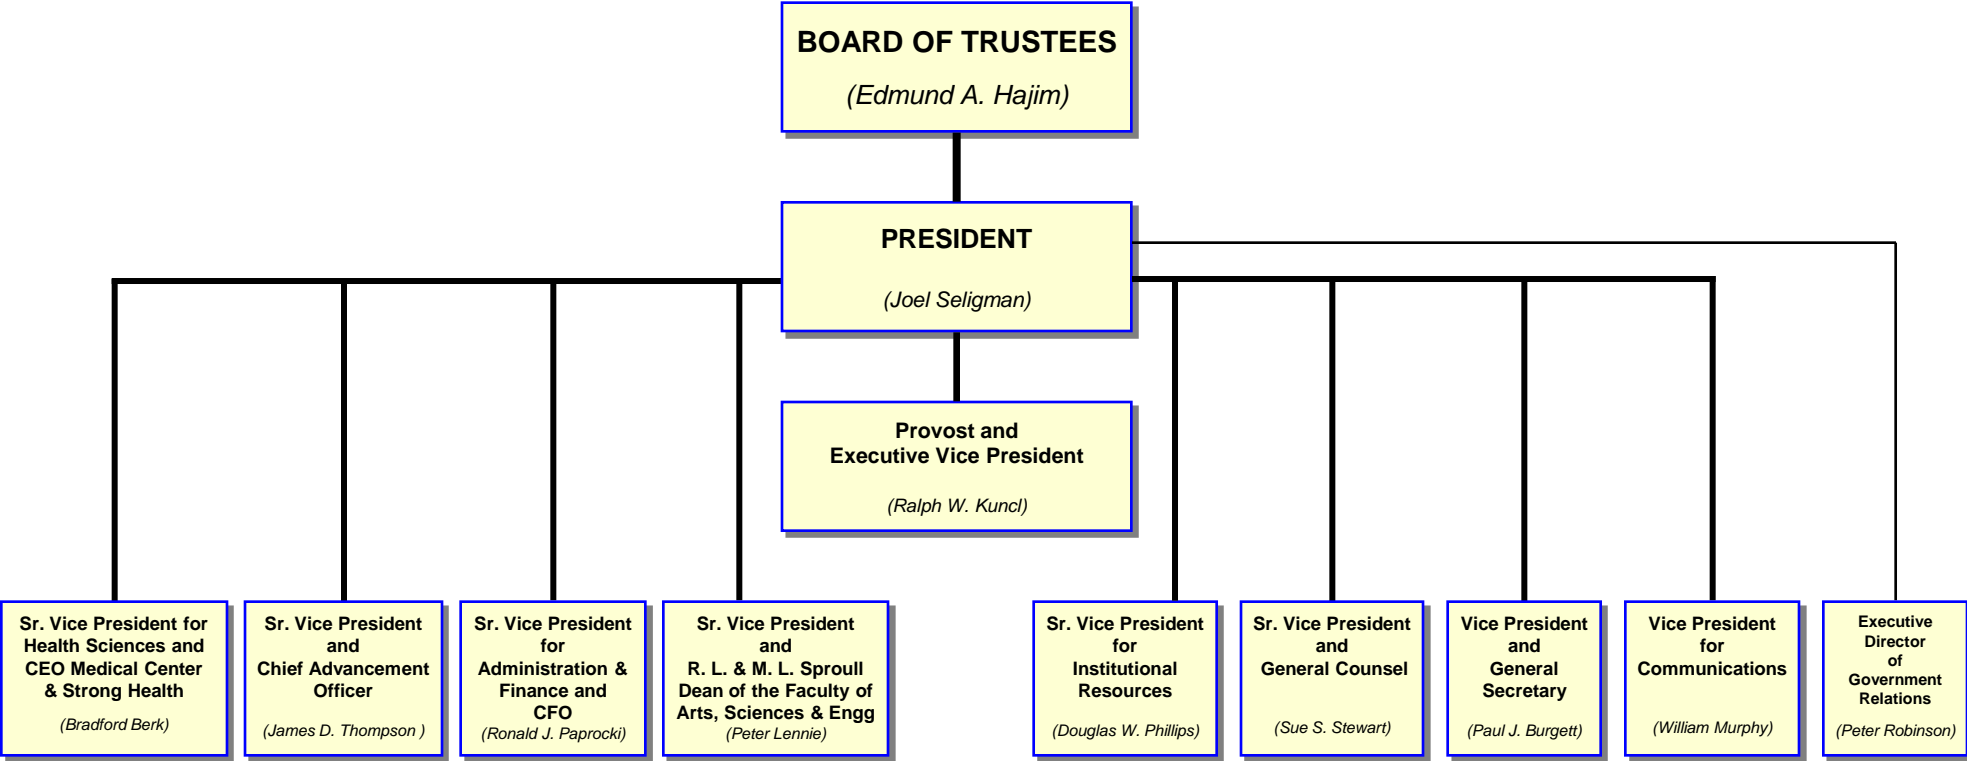 BOARD OF TRUSTEES
(Edmund A. Hajim)
PRESIDENT
(Joel Seligman)
Provost and
Executive Vice President
(Ralph W. Kuncl)
Sr. Vice President for
Health Sciences and
CEO Medical Center
& Strong Health
(Bradford Berk)
Sr. Vice President
and
Chief Advancement
Officer
(James D. Thompson )
Sr. Vice President
for
Administration &
Finance and
CFO
(Ronald J. Paprocki)
Sr. Vice President
and
R. L. & M. L. Sproull
Dean of the Faculty of
Arts, Sciences & Engg
(Peter Lennie)
Sr. Vice President
for
Institutional
Resources
(Douglas W. Phillips)
Sr. Vice President
and
General Counsel
(Sue S. Stewart)
Vice President
and
General
Secretary
(Paul J. Burgett)
Vice President
for
Communications
(William Murphy)
Executive
Director
of
Government
Relations
(Peter Robinson)